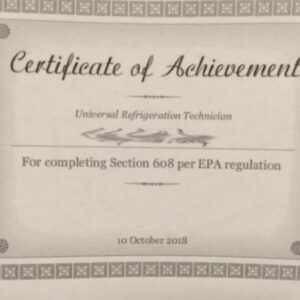 Certificate of Achievement
Universal Refrigeration Technician
For completing Section 608 per EPA regulation
10 October 2018